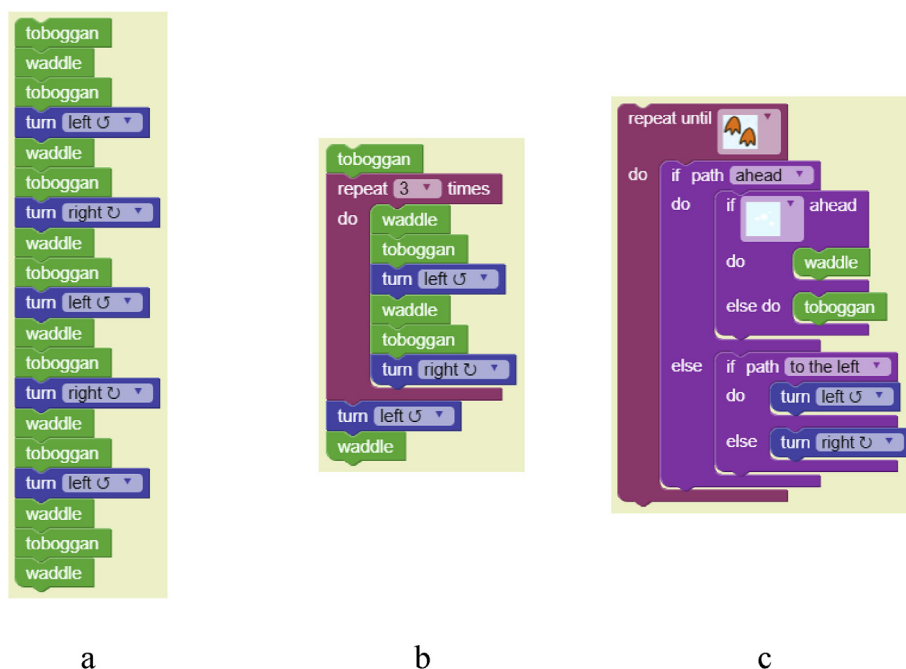 toboggan
waddle
toboggan
turn left ↺
waddle
toboggan
turn right ↻
waddle
toboggan
turn left ↺
waddle
toboggan
turn right ↻
waddle
toboggan
turn left ↺
waddle
toboggan
waddle
a
toboggan
repeat 3 times
do waddle
toboggan
turn left ↺
waddle
toboggan
turn right ↻
turn left ↺
waddle
b
repeat until
do if path ahead
do if ahead
do waddle
else do toboggan
else if path to the left
do turn left ↺
else turn right ↻
c